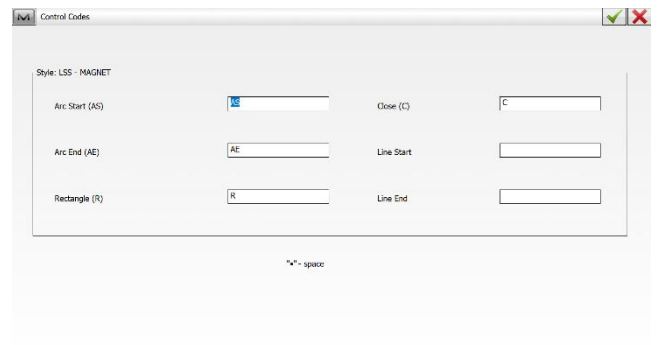 Control Codes
Style: LSS - MAGNET
Arc Start (AS) AS Close (C) C
Arc End (AE) AE Line Start
Rectangle (R) R Line End
"•" - space